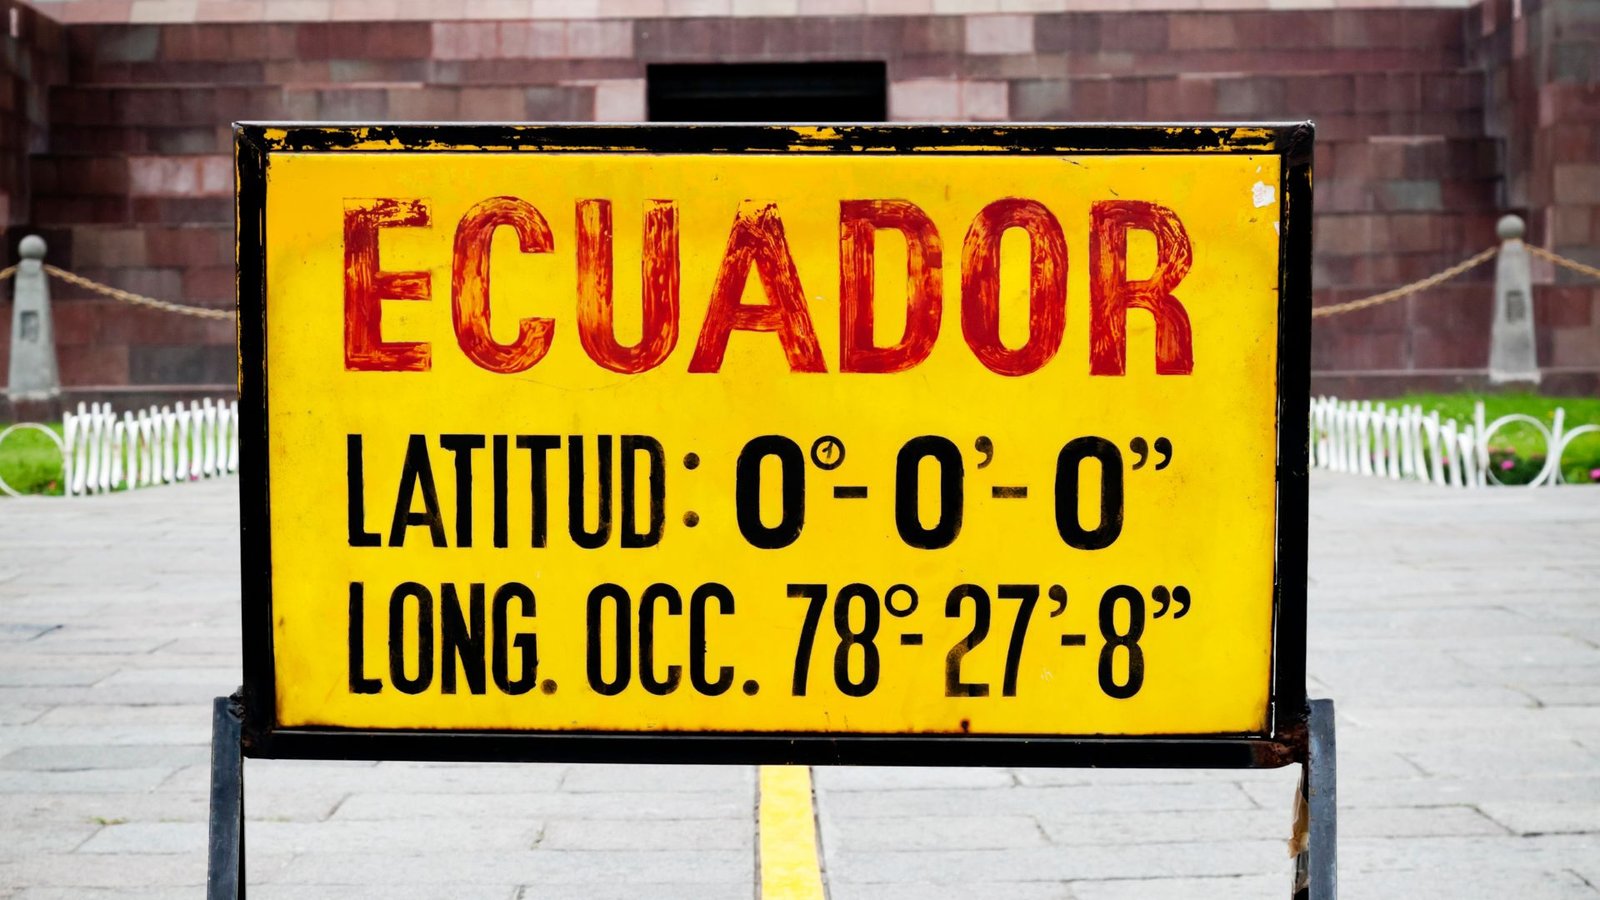 ECUADOR
LATITUD: 0°-0’-0”
LONG. OCC. 78°-27’-8”